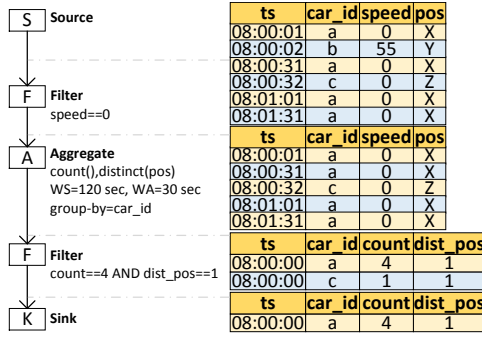 S Source
F Filter
speed==0
A Aggregate
count(),distinct(pos)
WS=120 sec, WA=30 sec
group-by=car_id
F Filter
count==4 AND dist_pos==1
K Sink
ts car_id speed pos
08:00:01 a 0 X
08:00:02 b 55 Y
08:00:31 a 0 X
08:00:32 c 0 Z
08:01:01 a 0 X
08:01:31 a 0 X
ts car_id speed pos
08:00:01 a 0 X
08:00:31 a 0 X
08:00:32 c 0 Z
08:01:01 a 0 X
08:01:31 a 0 X
ts car_id count dist_pos
08:00:00 a 4 1
08:00:00 c 1 1
ts car_id count dist_pos
08:00:00 a 4 1